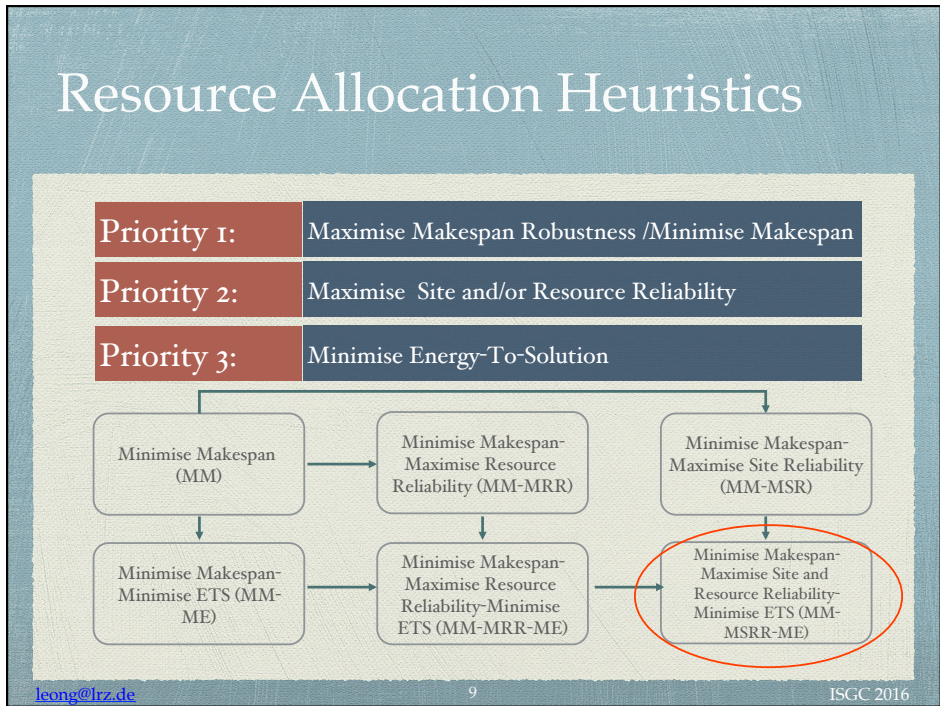 Resource Allocation Heuristics
Priority 1:
Maximise Makespan Robustness /Minimise Makespan
Priority 2:
Maximise Site and/or Resource Reliability
Priority 3:
Minimise Energy-To-Solution
Minimise Makespan
(MM)
Minimise Makespan-
Maximise Resource
Reliability (MM-MRR)
Minimise Makespan-
Maximise Site Reliability
(MM-MSR)
Minimise Makespan-
Minimise ETS (MM-
ME)
Minimise Makespan-
Maximise Resource
Reliability-Minimise
ETS (MM-MRR-ME)
Minimise Makespan-
Maximise Site and
Resource Reliability-
Minimise ETS (MM-
MSRR-ME)
leong@lrz.de
9
ISGC 2016